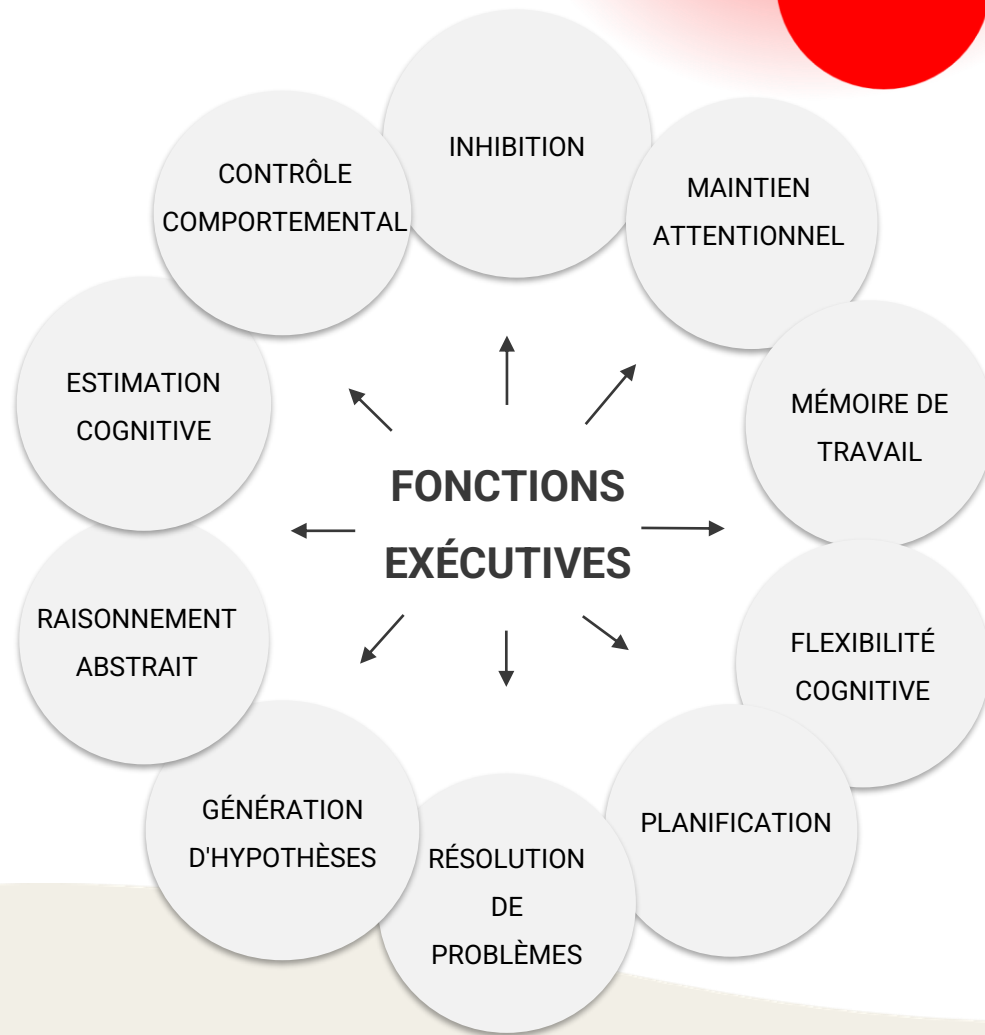 INHIBITION
CONTRÔLE
COMPORTEMENTAL
MAINTIEN
ATTENTIONNEL
ESTIMATION
COGNITIVE
MÉMOIRE DE
TRAVAIL
FONCTIONS
EXÉCUTIVES
RAISONNEMENT
ABSTRAIT
FLEXIBILITÉ
COGNITIVE
GÉNÉRATION
D'HYPOTHÈSES
PLANIFICATION
RÉSOLUTION
DE
PROBLÈMES